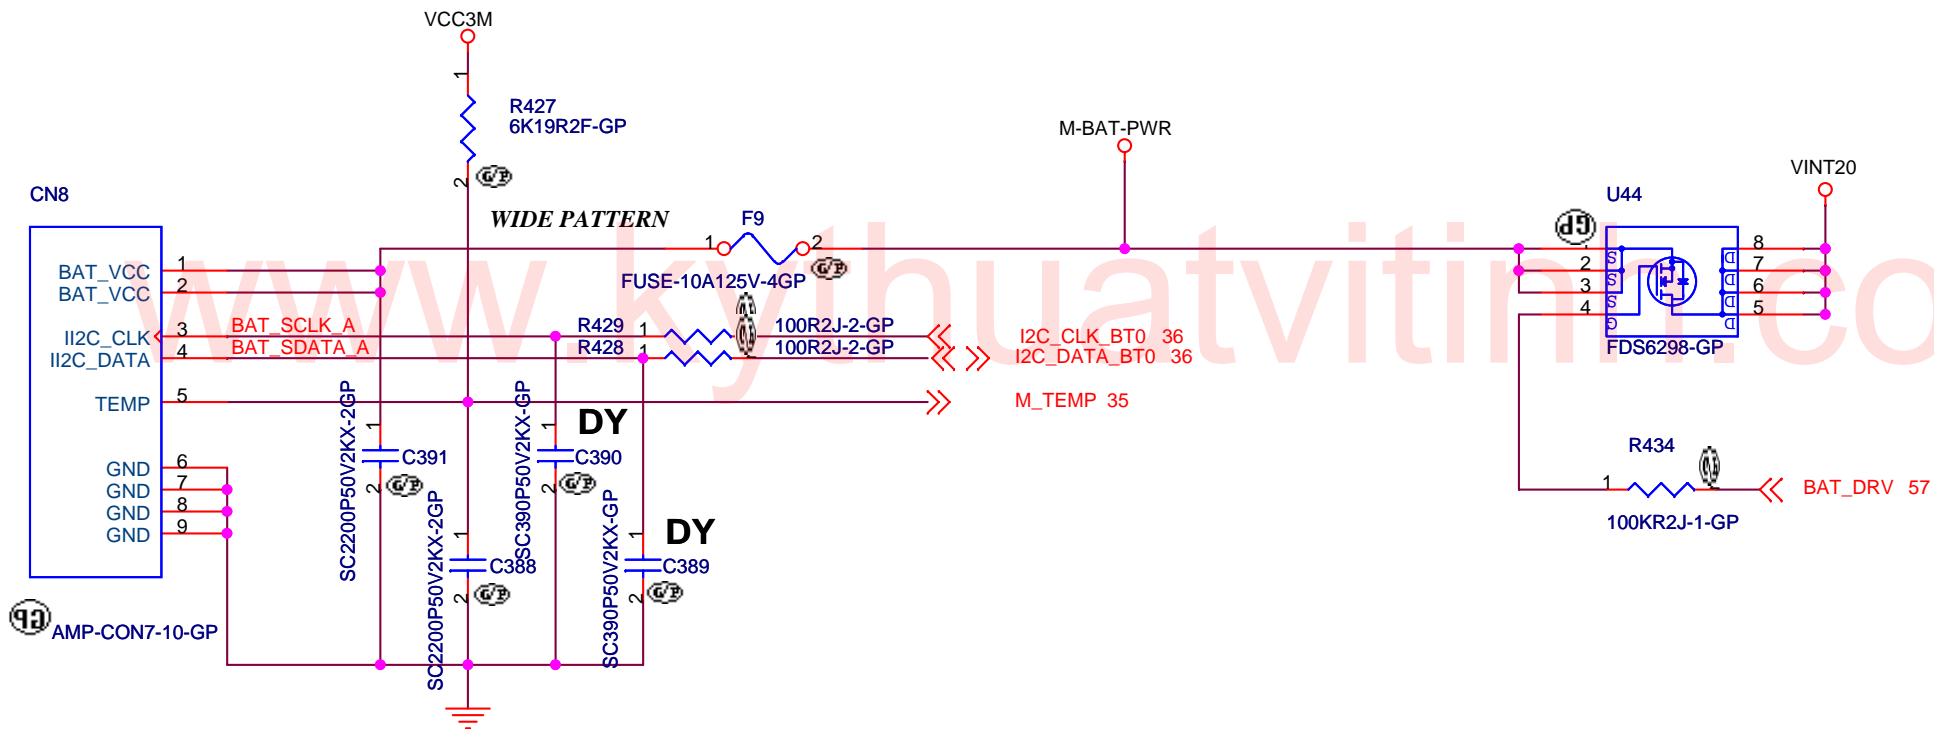 VCC3M
1
R427
6K19R2F-GP
2
G/P
WIDE PATTERN
CN8
BAT_VCC 1
BAT_VCC 2
II2C_CLK 3
II2C_DATA 4
TEMP 5
GND 6
GND 7
GND 8
GND 9
GP
AMP-CON7-10-GP
BAT_SCLK_A
BAT_SDATA_A
F9
1 2
G/P
FUSE-10A125V-4GP
R429 1 100R2J-2-GP
R428 1 100R2J-2-GP
I2C_CLK_BT0 36
I2C_DATA_BT0 36
M_TEMP 35
M-BAT-PWR
VINT20
U44
GP
2
3
4
S
S
S
G
D
D
D
D
8
7
6
5
FDS6298-GP
R434
1
100KR2J-1-GP
BAT_DRV 57
SC2200P50V2KX-2GP
1
C391
2
G/P
SC2200P50V2KX-2GP
1
C388
2
G/P
SC390P50V2KX-GP
DY
1
C390
2
G/P
SC390P50V2KX-GP
DY
1
C389
2
G/P
www.kythuatvitinh.co